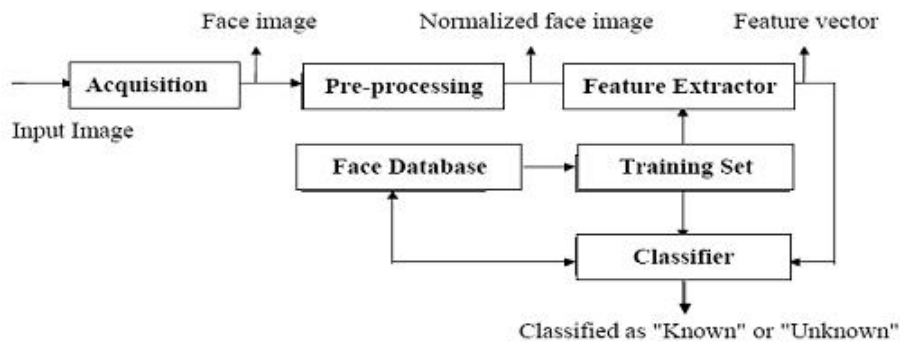 Face image
Normalized face image
Feature vector
Acquisition
Pre-processing
Feature Extractor
Input Image
Face Database
Training Set
Classifier
Classified as "Known" or "Unknown"